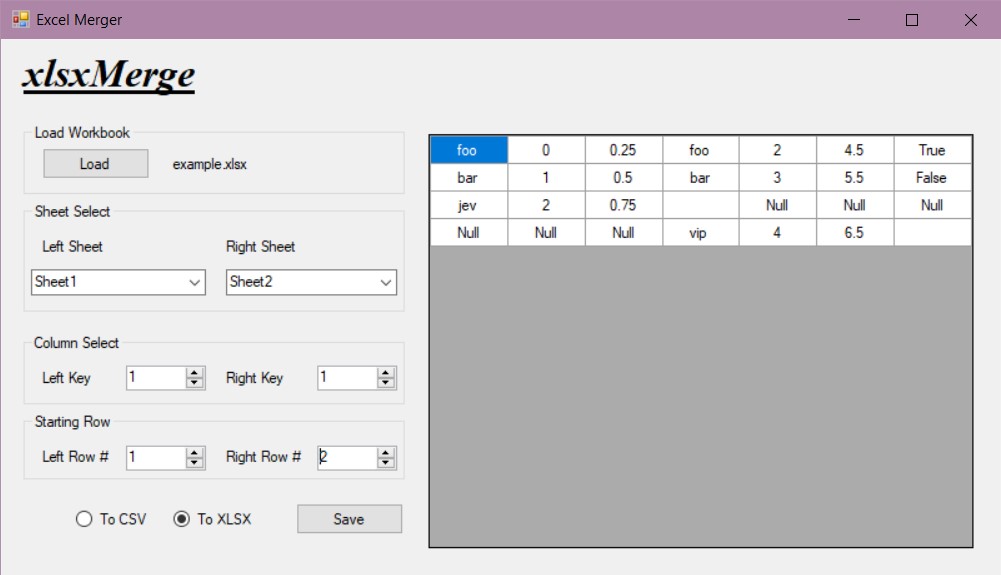 Excel Merger
xlsxMerge
Load Workbook
Load example.xlsx
Sheet Select
Left Sheet Right Sheet
Sheet1 Sheet2
Column Select
Left Key 1 Right Key 1
Starting Row
Left Row # 1 Right Row # 2
To CSV To XLSX Save
foo 0 0.25 foo 2 4.5 True
bar 1 0.5 bar 3 5.5 False
jev 2 0.75 Null Null Null
Null Null Null vip 4 6.5